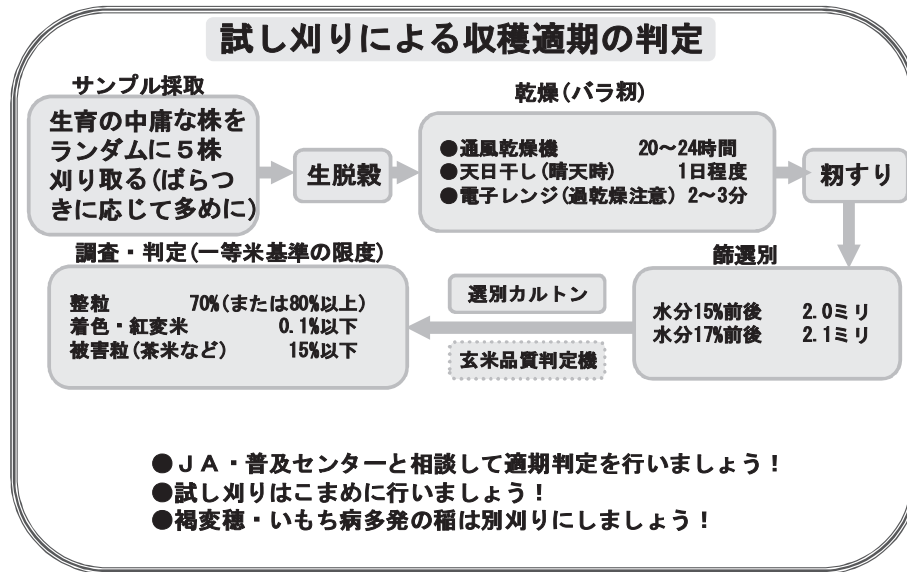 試し刈りによる収穫適期の判定
サンプル採取
生育の中庸な株を
ランダムに５株
刈り取る(ばらつ
きに応じて多めに)
生脱穀
乾燥(バラ籾)
●通風乾燥機 20～24時間
●天日干し(晴天時) 1日程度
●電子レンジ(過乾燥注意) 2～3分
籾すり
篩選別
水分15%前後 2.0ミリ
水分17%前後 2.1ミリ
選別カルトン
玄米品質判定機
調査・判定(一等米基準の限度)
整粒 70%(または80%以上)
着色・紅変米 0.1%以下
被害粒(茶米など) 15%以下
●ＪＡ・普及センターと相談して適期判定を行いましょう！
●試し刈りはこまめに行いましょう！
●褐変穂・いもち病多発の稲は別刈りにしましょう！